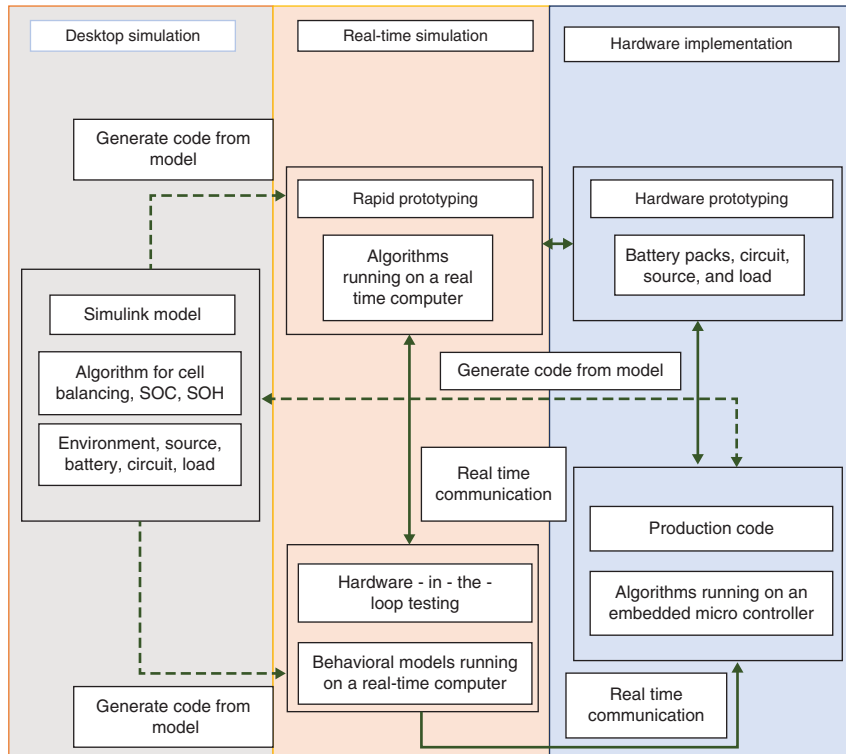 Desktop simulation
Real-time simulation
Hardware implementation
Generate code from
model
Rapid prototyping
Algorithms
running on a real
time computer
Hardware prototyping
Battery packs, circuit,
source, and load
Simulink model
Algorithm for cell
balancing, SOC, SOH
Environment, source,
battery, circuit, load
Generate code from model
Real time
communication
Hardware - in - the -
loop testing
Behavioral models running
on a real-time computer
Production code
Algorithms running on an
embedded micro controller
Generate code from
model
Real time
communication